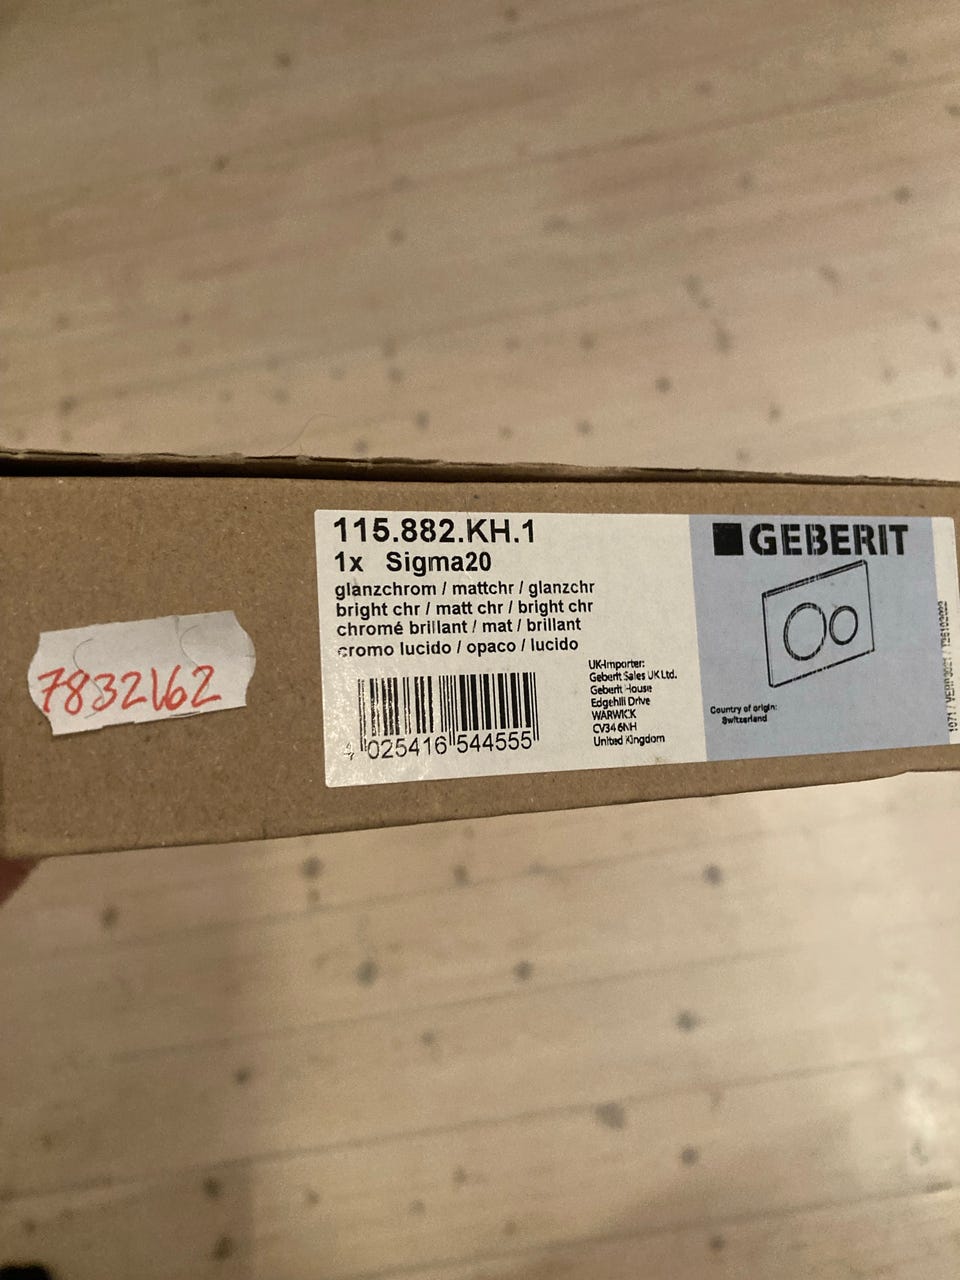 7832162
115.882.KH.1
1x Sigma20
glanzchrom / mattchr / glanzchr
bright chr / matt chr / bright chr
chromé brillant / mat / brillant
cromo lucido / opaco / lucido
4 025416 544555
UK-Importer:
Geberit Sales UK Ltd.
Geberit House
Edgehill Drive
WARWICK
CV34 6NH
United Kingdom
GEBERIT
Country of origin:
Switzerland